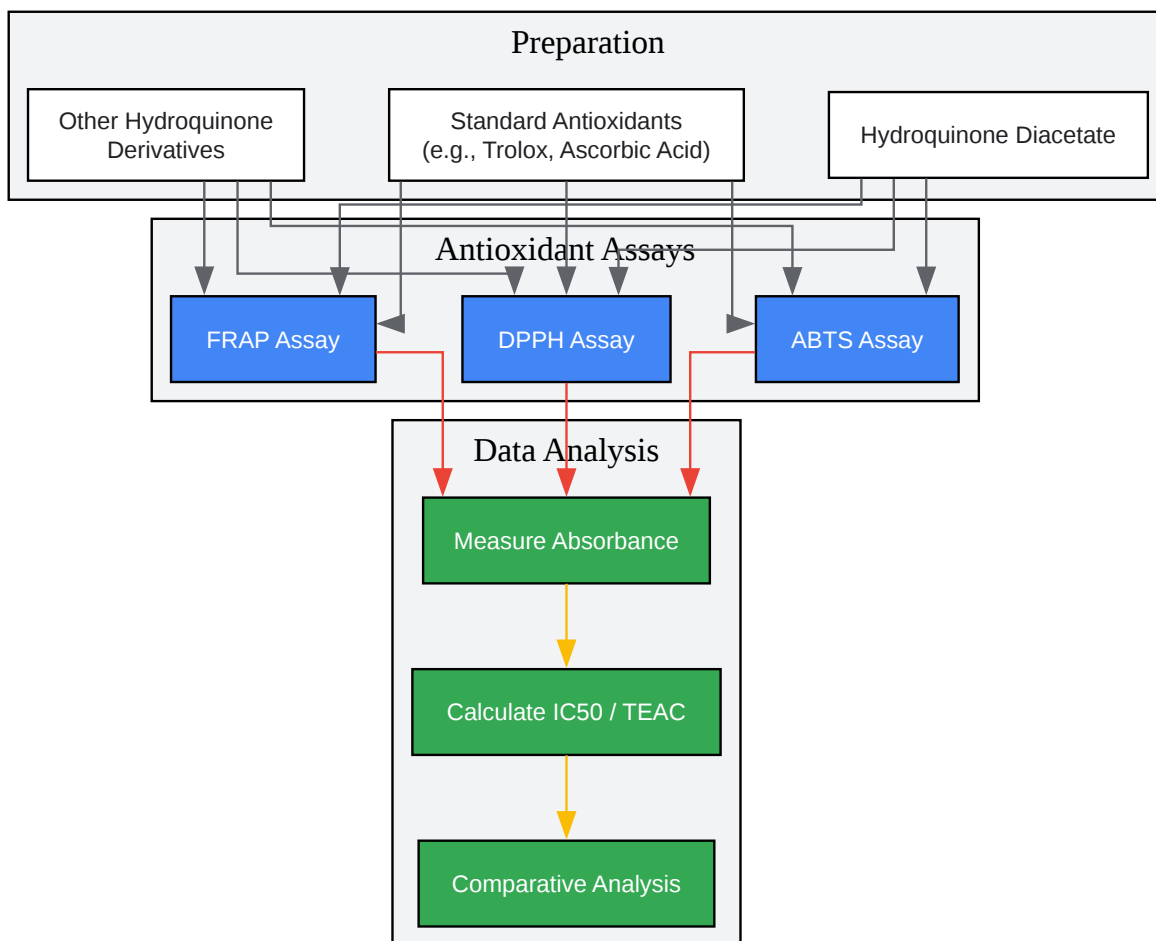 Preparation
Other Hydroquinone
Derivatives
Standard Antioxidants
(e.g., Trolox, Ascorbic Acid)
Hydroquinone Diacetate
Antioxidant Assays
FRAP Assay
DPPH Assay
ABTS Assay
Data Analysis
Measure Absorbance
Calculate IC50 / TEAC
Comparative Analysis